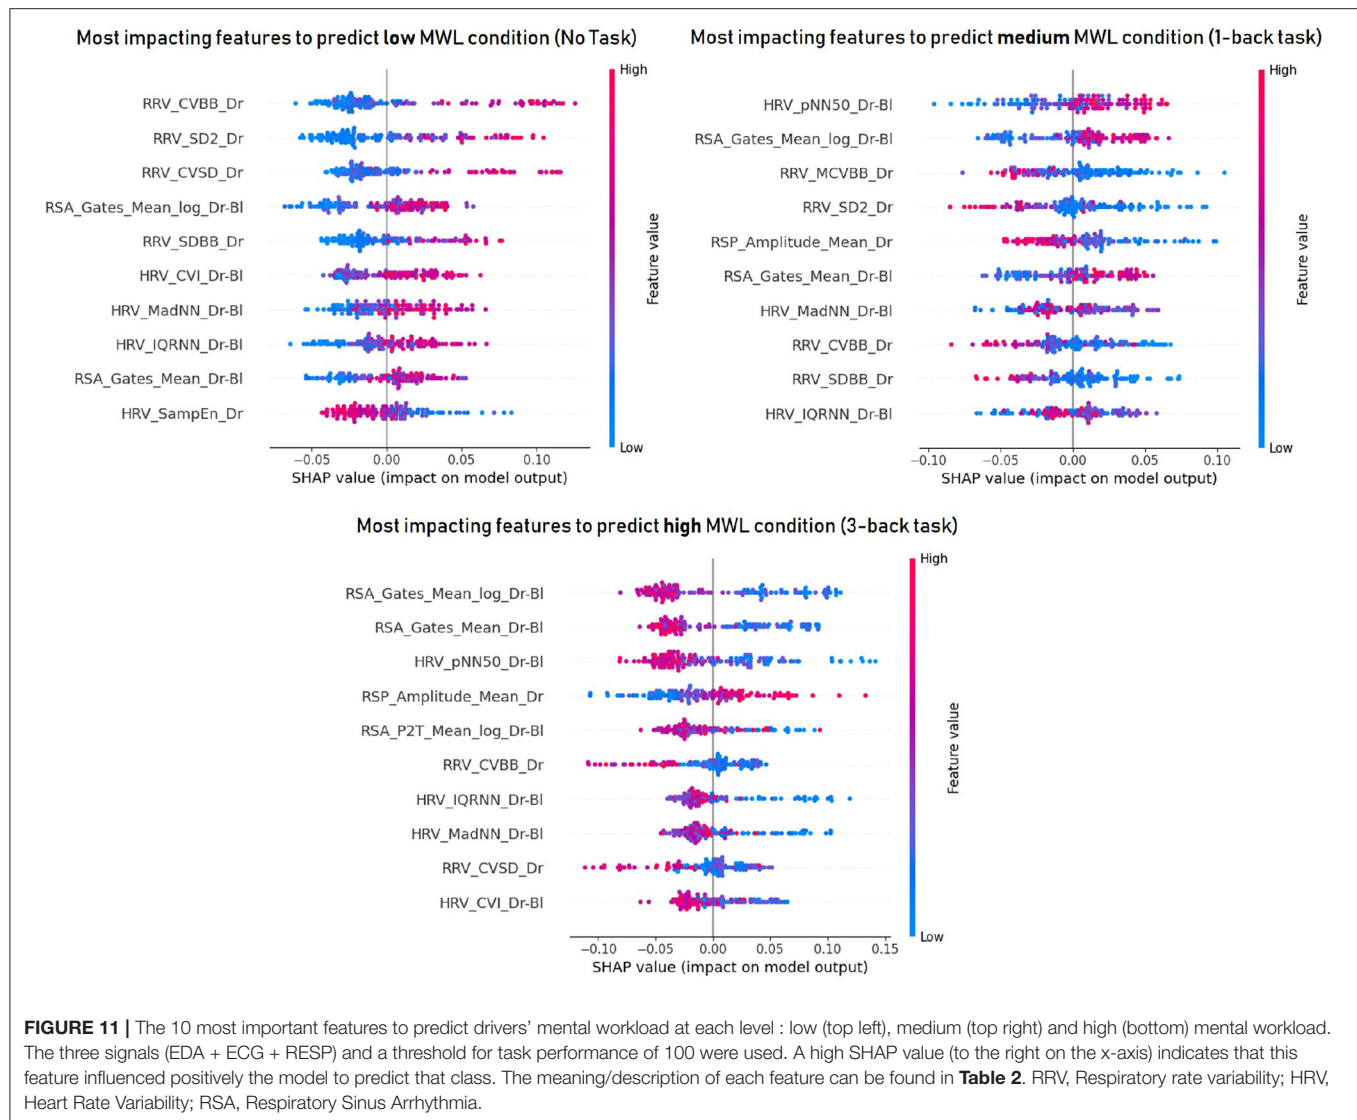 Most impacting features to predict low MWL condition (No Task)
High
RRV_CVBB_Dr
RRV_SD2_Dr
RRV_CVSD_Dr
RSA_Gates_Mean_log_Dr-Bl
RRV_SDBB_Dr
HRV_CVI_Dr-Bl
HRV_MadNN_Dr-Bl
HRV_IQRNN_Dr-Bl
RSA_Gates_Mean_Dr-Bl
HRV_SampEn_Dr
Feature value
Low
−0.05 0.00 0.05 0.10
SHAP value (impact on model output)
Most impacting features to predict medium MWL condition (1-back task)
High
HRV_pNN50_Dr-Bl
RSA_Gates_Mean_log_Dr-Bl
RRV_MCVBB_Dr
RRV_SD2_Dr
RSP_Amplitude_Mean_Dr
RSA_Gates_Mean_Dr-Bl
HRV_MadNN_Dr-Bl
RRV_CVBB_Dr
RRV_SDBB_Dr
HRV_IQRNN_Dr-Bl
Feature value
Low
−0.10 −0.05 0.00 0.05 0.10
SHAP value (impact on model output)
Most impacting features to predict high MWL condition (3-back task)
High
RSA_Gates_Mean_log_Dr-Bl
RSA_Gates_Mean_Dr-Bl
HRV_pNN50_Dr-Bl
RSP_Amplitude_Mean_Dr
RSA_P2T_Mean_log_Dr-Bl
RRV_CVBB_Dr
HRV_IQRNN_Dr-Bl
HRV_MadNN_Dr-Bl
RRV_CVSD_Dr
HRV_CVI_Dr-Bl
Feature value
Low
−0.10 −0.05 0.00 0.05 0.10 0.15
SHAP value (impact on model output)
FIGURE 11 | The 10 most important features to predict drivers' mental workload at each level : low (top left), medium (top right) and high (bottom) mental workload.
The three signals (EDA + ECG + RESP) and a threshold for task performance of 100 were used. A high SHAP value (to the right on the x-axis) indicates that this
feature influenced positively the model to predict that class. The meaning/description of each feature can be found in Table 2. RRV, Respiratory rate variability; HRV,
Heart Rate Variability; RSA, Respiratory Sinus Arrhythmia.